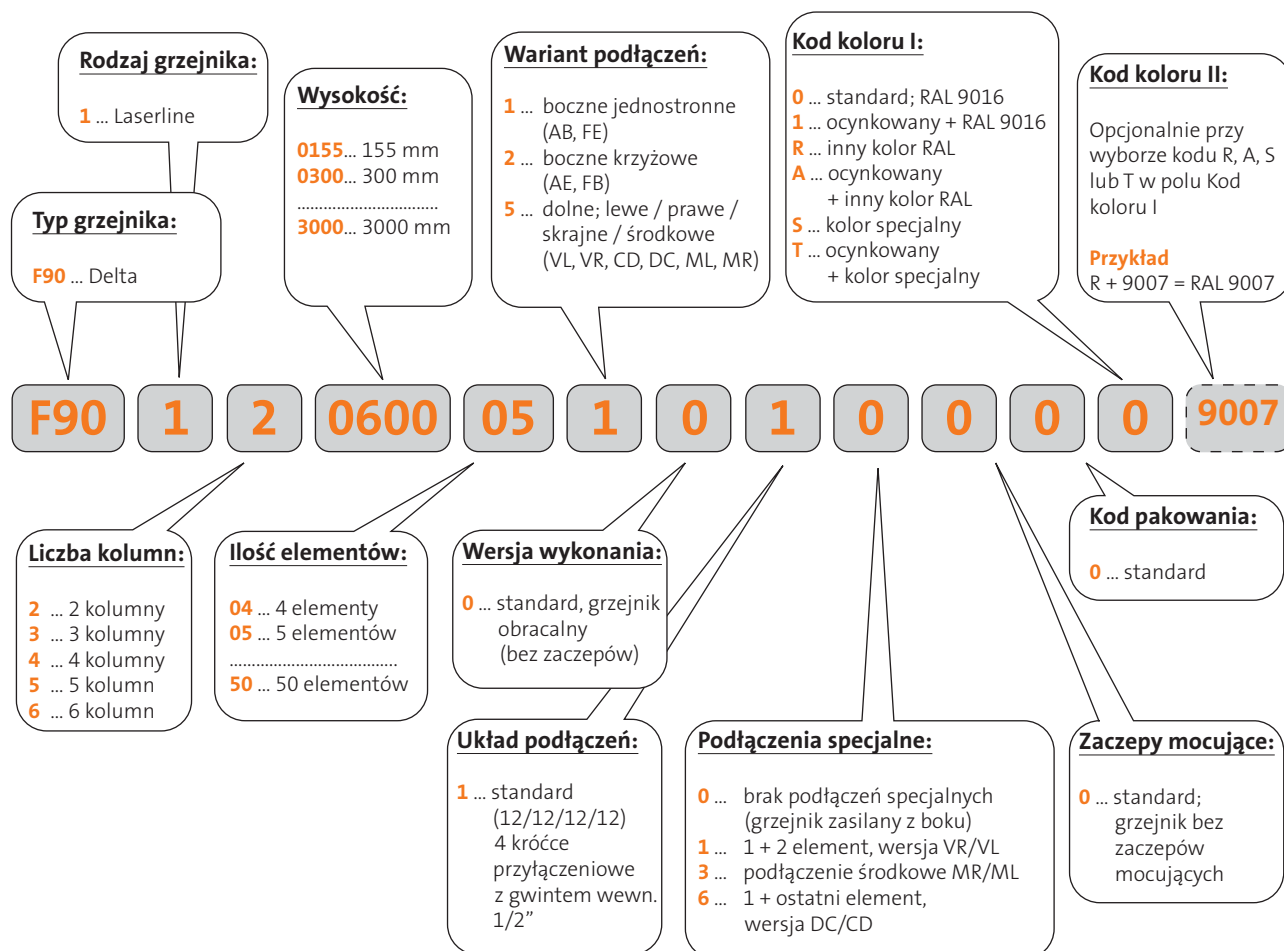 Rodzaj grzejnika:
1 ... Laserline
Typ grzejnika:
F90 ... Delta
Wysokość:
0155... 155 mm
0300... 300 mm
................................
3000... 3000 mm
Wariant podłączeń:
1 ... boczne jednostronne
(AB, FE)
2 ... boczne krzyżowe
(AE, FB)
5 ... dolne; lewe / prawe /
skrajne / środkowe
(VL, VR, CD, DC, ML, MR)
Kod koloru I:
0 ... standard; RAL 9016
1 ... ocynkowany + RAL 9016
R ... inny kolor RAL
A ... ocynkowany
+ inny kolor RAL
S ... kolor specjalny
T ... ocynkowany
+ kolor specjalny
Kod koloru II:
Opcjonalnie przy
wyborze kodu R, A, S
lub T w polu Kod
koloru I
Przykład
R + 9007 = RAL 9007
F90 1 2 0600 05 1 0 1 0 0 0 0 9007
Liczba kolumn:
2 ... 2 kolumny
3 ... 3 kolumny
4 ... 4 kolumny
5 ... 5 kolumn
6 ... 6 kolumn
Ilość elementów:
04 ... 4 elementy
05 ... 5 elementów
......................................
50 ... 50 elementów
Wersja wykonania:
0 ... standard, grzejnik
obracalny
(bez zaczepów)
Kod pakowania:
0 ... standard
Układ podłączeń:
1 ... standard
(12/12/12/12)
4 króćce
przyłączeniowe
z gwintem wewn.
1/2”
Podłączenia specjalne:
0 ... brak podłączeń specjalnych
(grzejnik zasilany z boku)
1 ... 1 + 2 element, wersja VR/VL
3 ... podłączenie środkowe MR/ML
6 ... 1 + ostatni element,
wersja DC/CD
Zaczepy mocujące:
0 ... standard;
grzejnik bez
zaczepów
mocujących